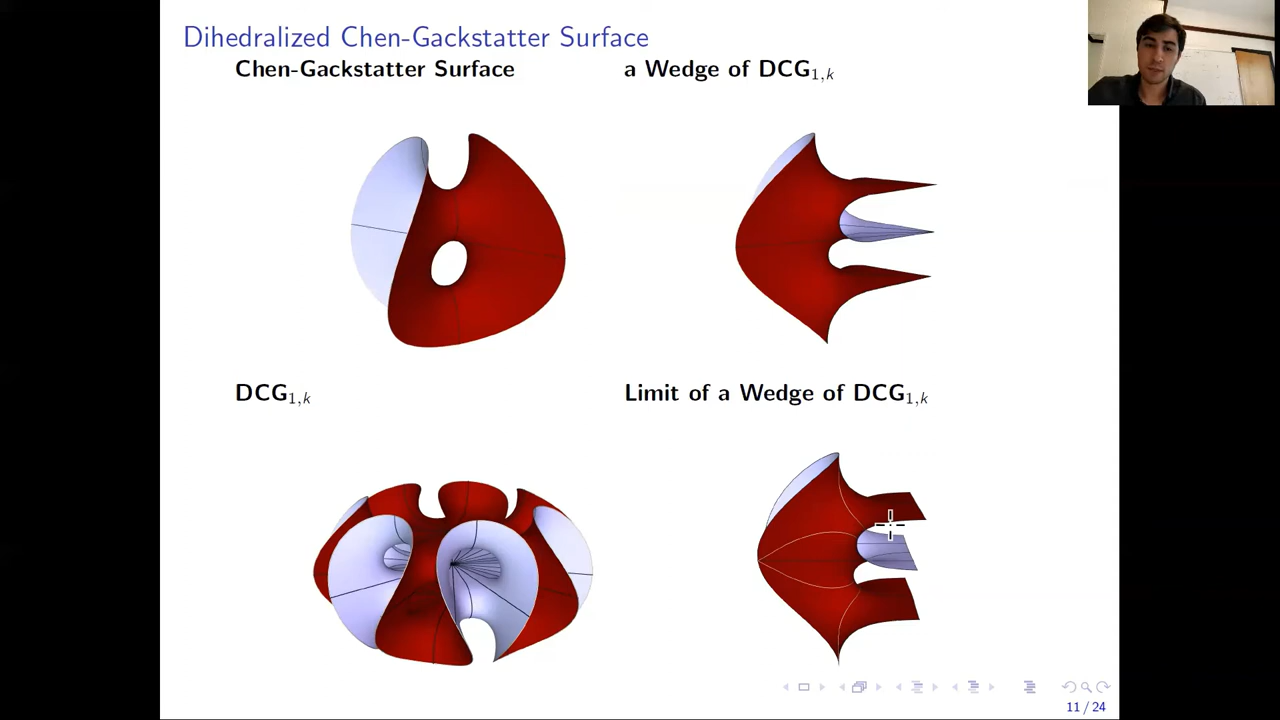 Dihedralized Chen-Gackstatter Surface
Chen-Gackstatter Surface
a Wedge of DCG1,k
DCG1,k
Limit of a Wedge of DCG1,k
11 / 24